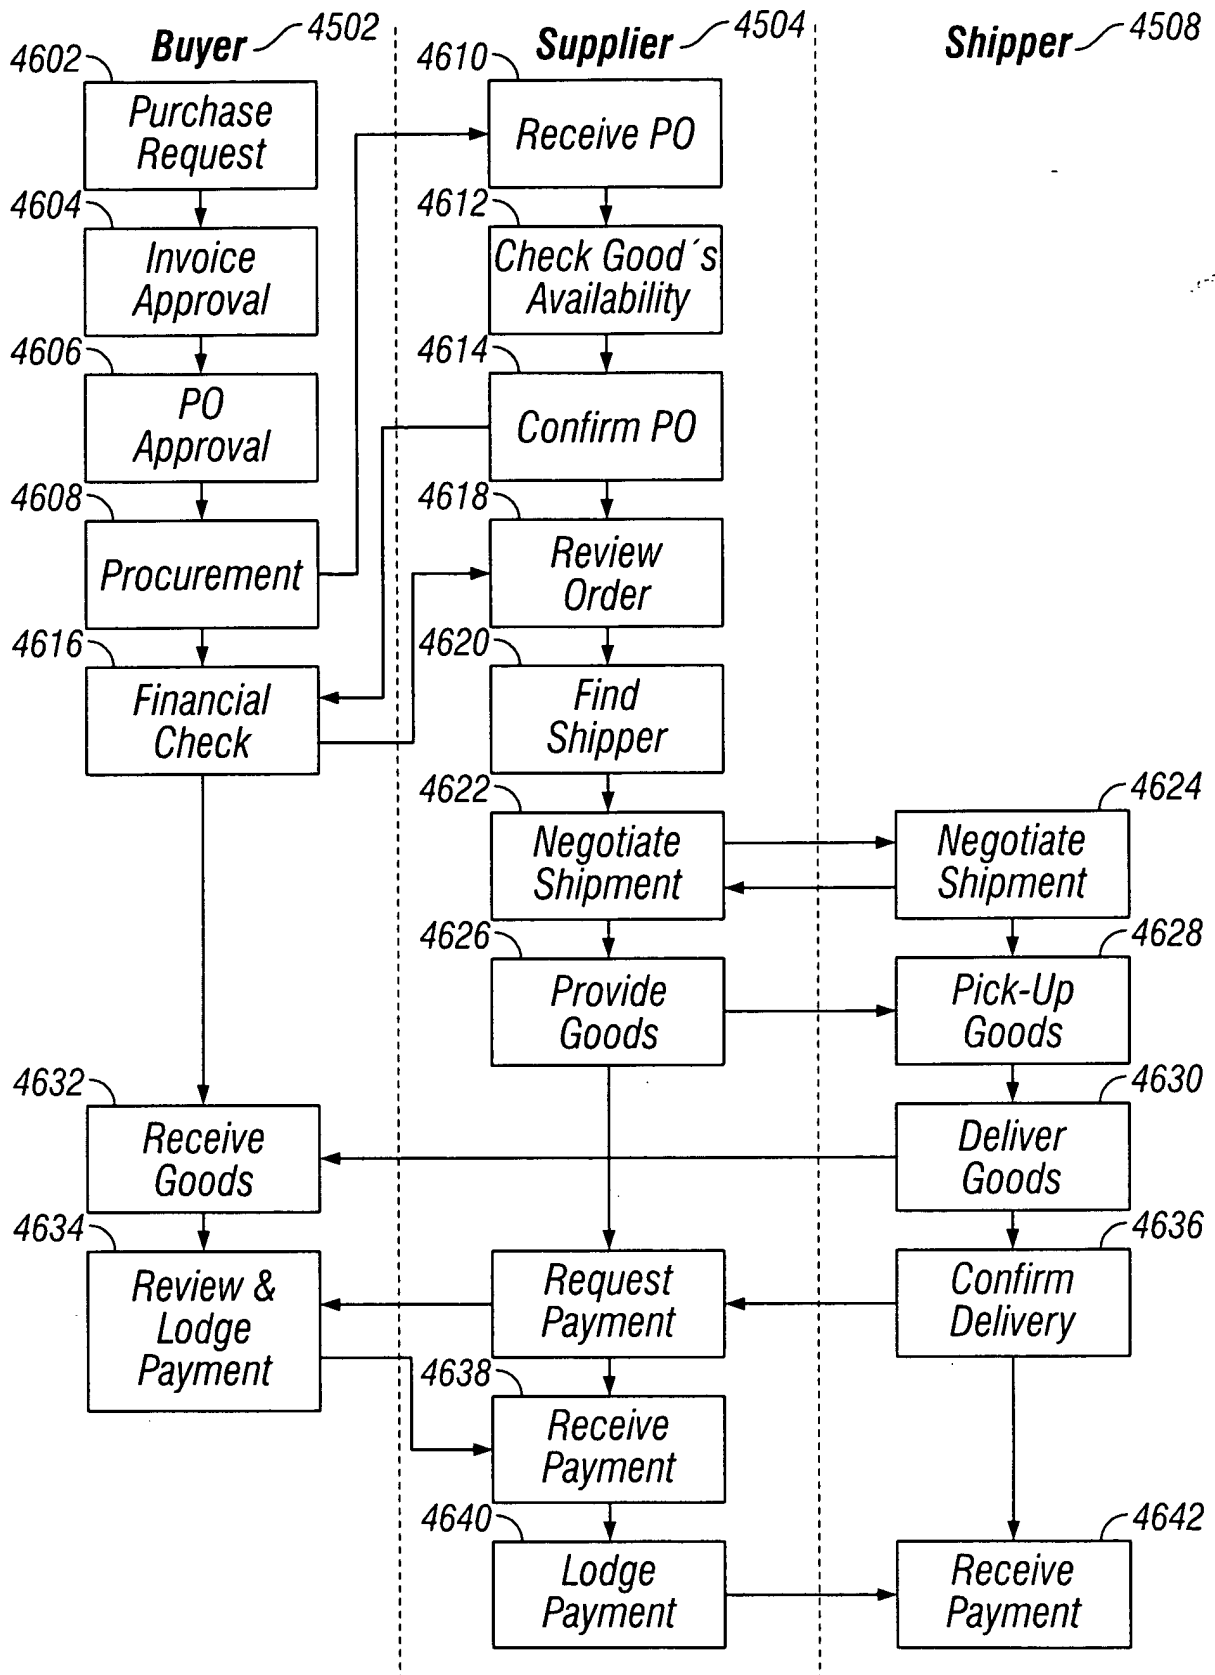 Buyer 4502
Supplier 4504
Shipper 4508
4602
Purchase
Request
4604
Invoice
Approval
4606
PO
Approval
4608
Procurement
4616
Financial
Check
4632
Receive
Goods
4634
Review &
Lodge
Payment
4610
Receive PO
4612
Check Good´s
Availability
4614
Confirm PO
4618
Review
Order
4620
Find
Shipper
4622
Negotiate
Shipment
4626
Provide
Goods
Request
Payment
4638
Receive
Payment
4640
Lodge
Payment
4624
Negotiate
Shipment
4628
Pick-Up
Goods
4630
Deliver
Goods
4636
Confirm
Delivery
4642
Receive
Payment